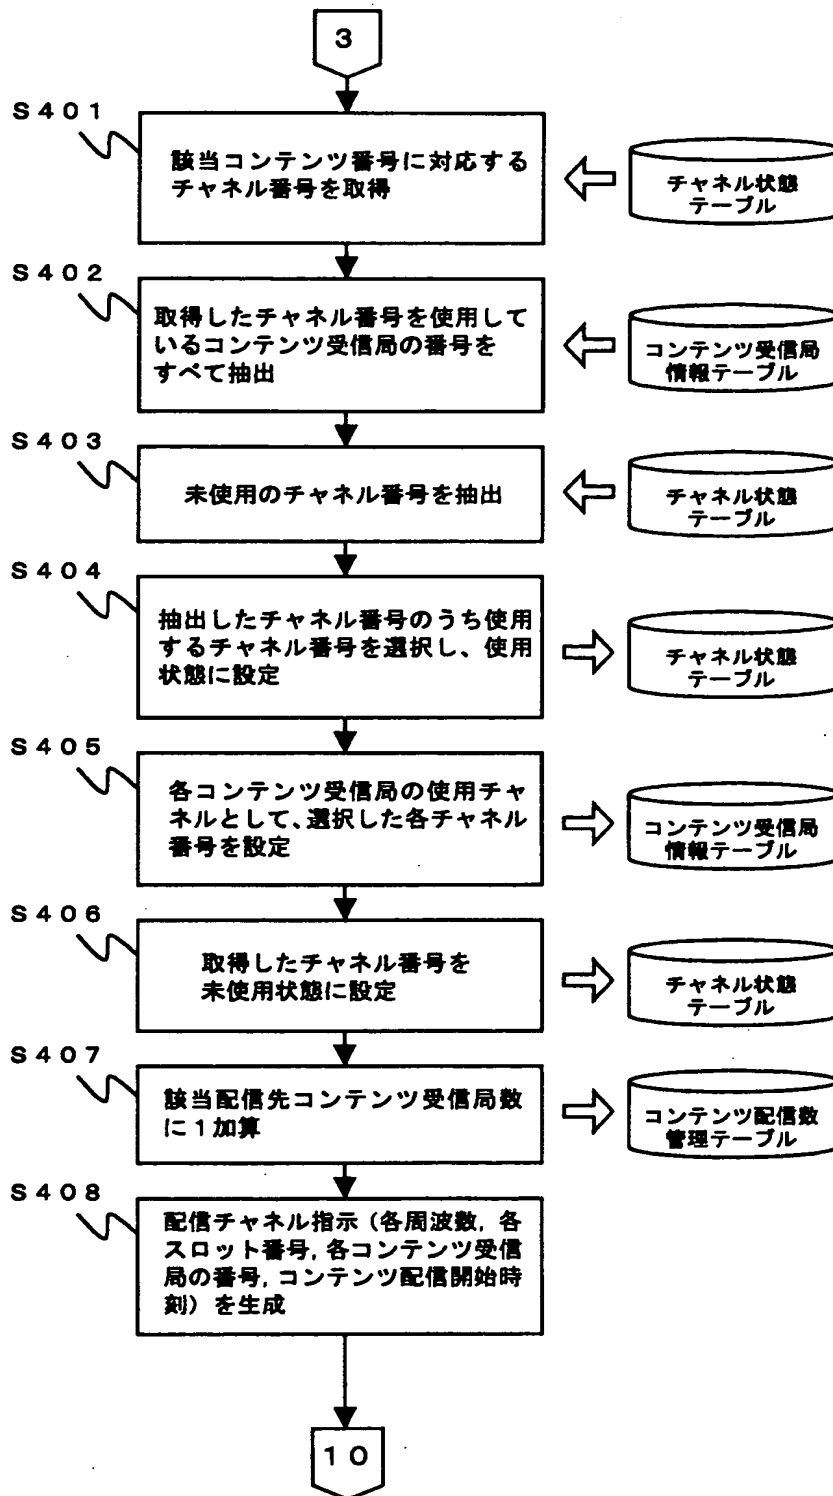 3
S401
該当コンテンツ番号に対応する
チャネル番号を取得
チャネル状態
テーブル
S402
取得したチャネル番号を使用して
いるコンテンツ受信局の番号を
すべて抽出
コンテンツ受信局
情報テーブル
S403
未使用のチャネル番号を抽出
チャネル状態
テーブル
S404
抽出したチャネル番号のうち使用
するチャネル番号を選択し、使用
状態に設定
チャネル状態
テーブル
S405
各コンテンツ受信局の使用チャ
ネルとして、選択した各チャネル
番号を設定
コンテンツ受信局
情報テーブル
S406
取得したチャネル番号を
未使用状態に設定
チャネル状態
テーブル
S407
該当配信先コンテンツ受信局数
に1加算
コンテンツ配信数
管理テーブル
S408
配信チャネル指示（各周波数, 各
スロット番号, 各コンテンツ受信
局の番号, コンテンツ配信開始時
刻）を生成
10